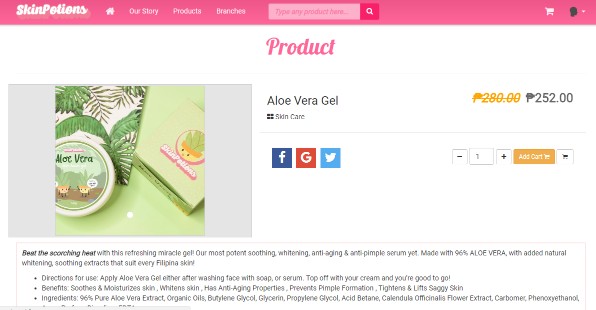 SkinPotions
Our Story
Products
Branches
Type any product here...
Product
Aloe Vera
SkinPotions
Aloe Vera Gel
Skin Care
₱280.00 ₱252.00
f G
- 1 + Add Cart
Beat the scorching heat with this refreshing miracle gel! Our most potent soothing, whitening, anti-aging & anti-pimple serum yet. Made with 96% ALOE VERA, with added natural
whitening, soothing extracts that suit every Filipina skin!
• Directions for use: Apply Aloe Vera Gel either after washing face with soap, or serum. Top off with your cream and you're good to go!
• Benefits: Soothes & Moisturizes skin , Whitens skin , Has Anti-Aging Properties , Prevents Pimple Formation , Tightens & Lifts Saggy Skin
• Ingredients: 96% Pure Aloe Vera Extract, Organic Oils, Butylene Glycol, Glycerin, Propylene Glycol, Acid Betane, Calendula Officinalis Flower Extract, Carbomer, Phenoxyethanol,